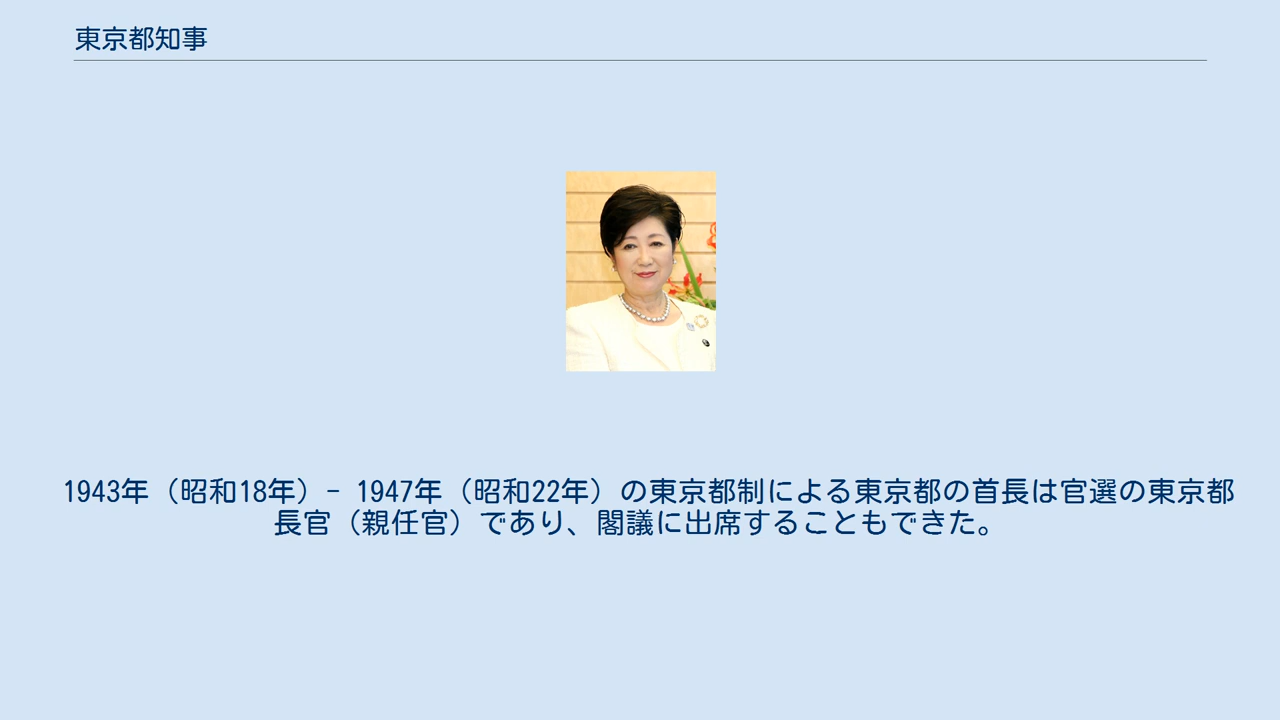 東京都知事
1943年（昭和18年）- 1947年（昭和22年）の東京都制による東京都の首長は官選の東京都
長官（親任官）であり、閣議に出席することもできた。